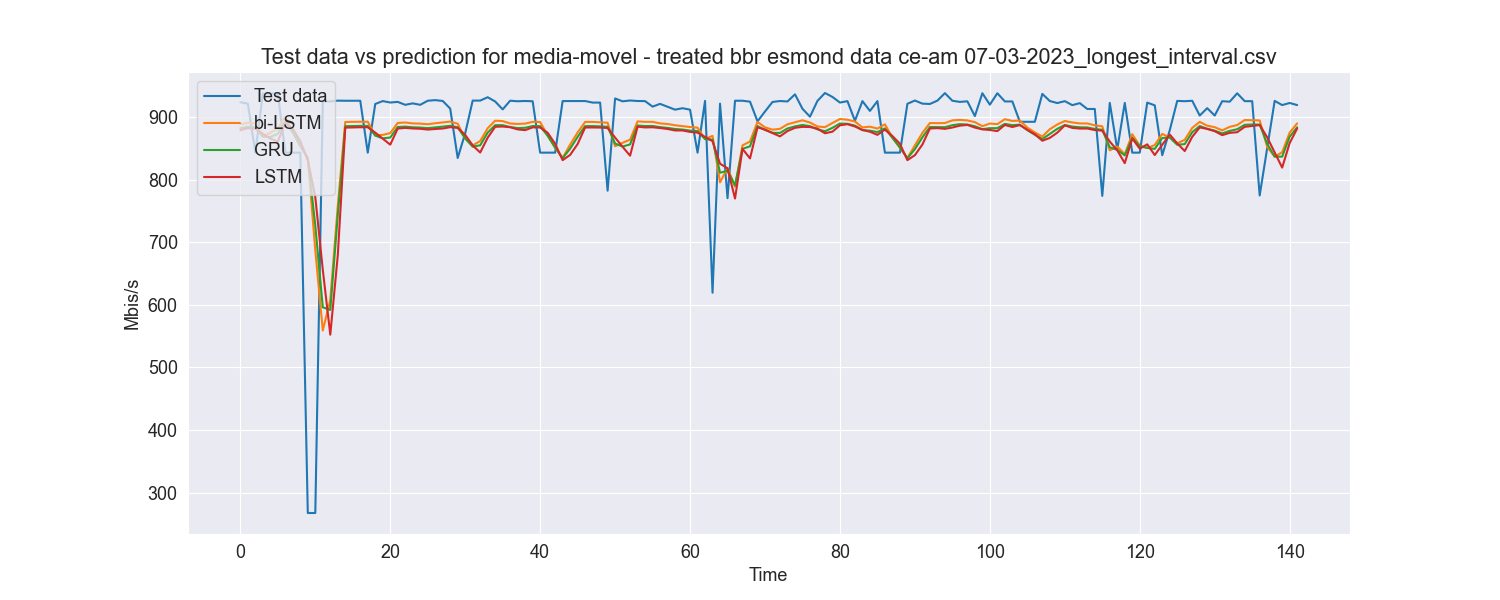 Test data vs prediction for media-movel - treated bbr esmond data ce-am 07-03-2023_longest_interval.csv
Test data
bi-LSTM
GRU
LSTM
900
800
700
600
500
400
300
Mbis/s
0 20 40 60 80 100 120 140
Time